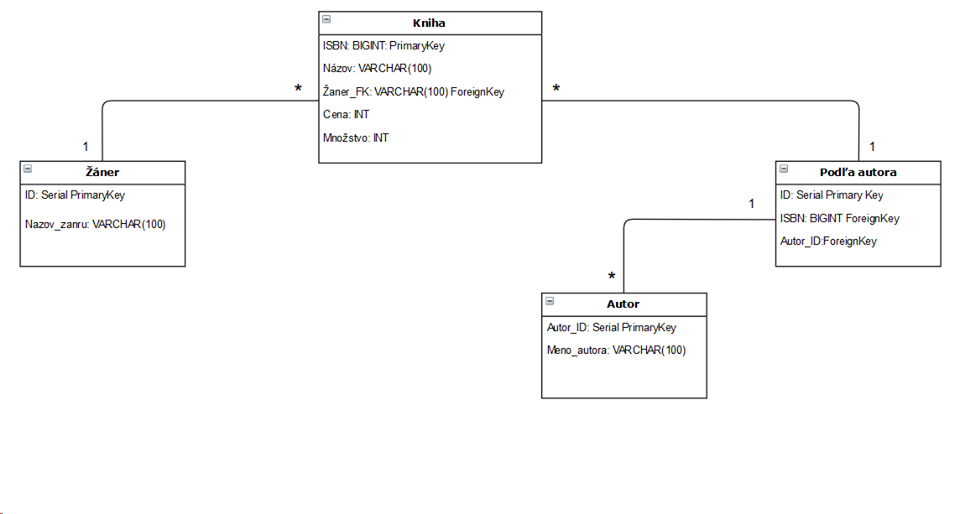 Kniha
ISBN: BIGINT: PrimaryKey
Názov: VARCHAR(100)
Žaner_FK: VARCHAR(100) ForeignKey
Cena: INT
Množstvo: INT
*
*
1
1
Žáner
ID: Serial PrimaryKey
Nazov_zanru: VARCHAR(100)
Podľa autora
ID: Serial Primary Key
ISBN: BIGINT ForeignKey
Autor_ID:ForeignKey
1
*
Autor
Autor_ID: Serial PrimaryKey
Meno_autora: VARCHAR(100)